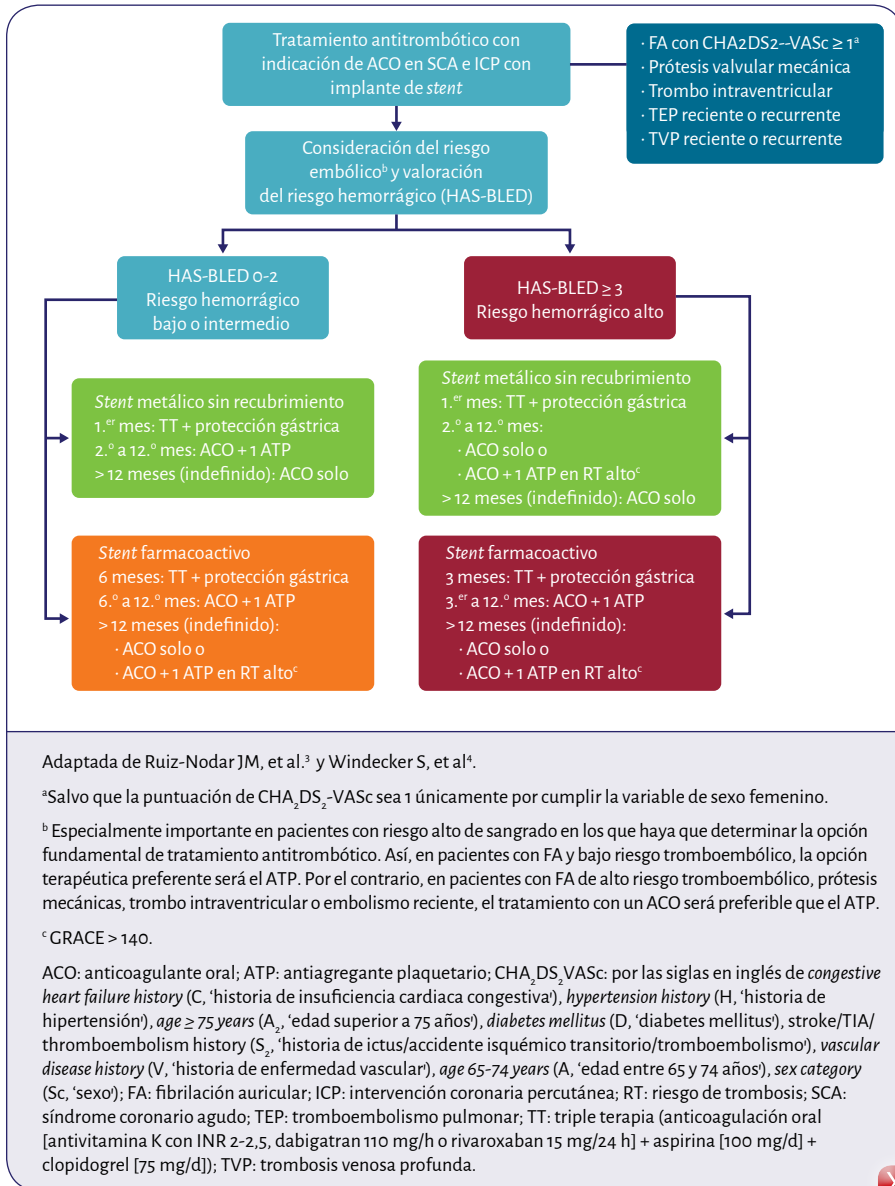 Tratamiento antitrombótico con
indicación de ACO en SCA e ICP con
implante de stent
· FA con CHA2DS2--VASc ≥ 1ª
· Prótesis valvular mecánica
· Trombo intraventricular
· TEP reciente o recurrente
· TVP reciente o recurrente
Consideración del riesgo
embólicoᵇ y valoración
del riesgo hemorrágico (HAS-BLED)
HAS-BLED 0-2
Riesgo hemorrágico
bajo o intermedio
HAS-BLED ≥ 3
Riesgo hemorrágico alto
Stent metálico sin recubrimiento
1.ᵉʳ mes: TT + protección gástrica
2.º a 12.º mes: ACO + 1 ATP
> 12 meses (indefinido): ACO solo
Stent metálico sin recubrimiento
1.ᵉʳ mes: TT + protección gástrica
2.º a 12.º mes:
· ACO solo o
· ACO + 1 ATP en RT altoᶜ
> 12 meses (indefinido): ACO solo
Stent farmacoactivo
6 meses: TT + protección gástrica
6.º a 12.º mes: ACO + 1 ATP
> 12 meses (indefinido):
· ACO solo o
· ACO + 1 ATP en RT altoᶜ
Stent farmacoactivo
3 meses: TT + protección gástrica
3.ᵉʳ a 12.º mes: ACO + 1 ATP
> 12 meses (indefinido):
· ACO solo o
· ACO + 1 ATP en RT altoᶜ
Adaptada de Ruiz-Nodar JM, et al.³ y Windecker S, et al⁴.
ªSalvo que la puntuación de CHA₂DS₂-VASc sea 1 únicamente por cumplir la variable de sexo femenino.
ᵇ Especialmente importante en pacientes con riesgo alto de sangrado en los que haya que determinar la opción
fundamental de tratamiento antitrombótico. Así, en pacientes con FA y bajo riesgo tromboembólico, la opción
terapéutica preferente será el ATP. Por el contrario, en pacientes con FA de alto riesgo tromboembólico, prótesis
mecánicas, trombo intraventricular o embolismo reciente, el tratamiento con un ACO será preferible que el ATP.
ᶜ GRACE > 140.
ACO: anticoagulante oral; ATP: antiagregante plaquetario; CHA₂DS₂VASc: por las siglas en inglés de congestive
heart failure history (C, ‘historia de insuficiencia cardiaca congestiva’), hypertension history (H, ‘historia de
hipertensión’), age ≥ 75 years (A₂, ‘edad superior a 75 años’), diabetes mellitus (D, ‘diabetes mellitus’), stroke/TIA/
thromboembolism history (S₂, ‘historia de ictus/accidente isquémico transitorio/tromboembolismo’), vascular
disease history (V, ‘historia de enfermedad vascular’), age 65-74 years (A, ‘edad entre 65 y 74 años’), sex category
(Sc, ‘sexo’); FA: fibrilación auricular; ICP: intervención coronaria percutánea; RT: riesgo de trombosis; SCA:
síndrome coronario agudo; TEP: tromboembolismo pulmonar; TT: triple terapia (anticoagulación oral
[antivitamina K con INR 2-2,5, dabigatran 110 mg/h o rivaroxaban 15 mg/24 h] + aspirina [100 mg/d] +
clopidogrel [75 mg/d]); TVP: trombosis venosa profunda.